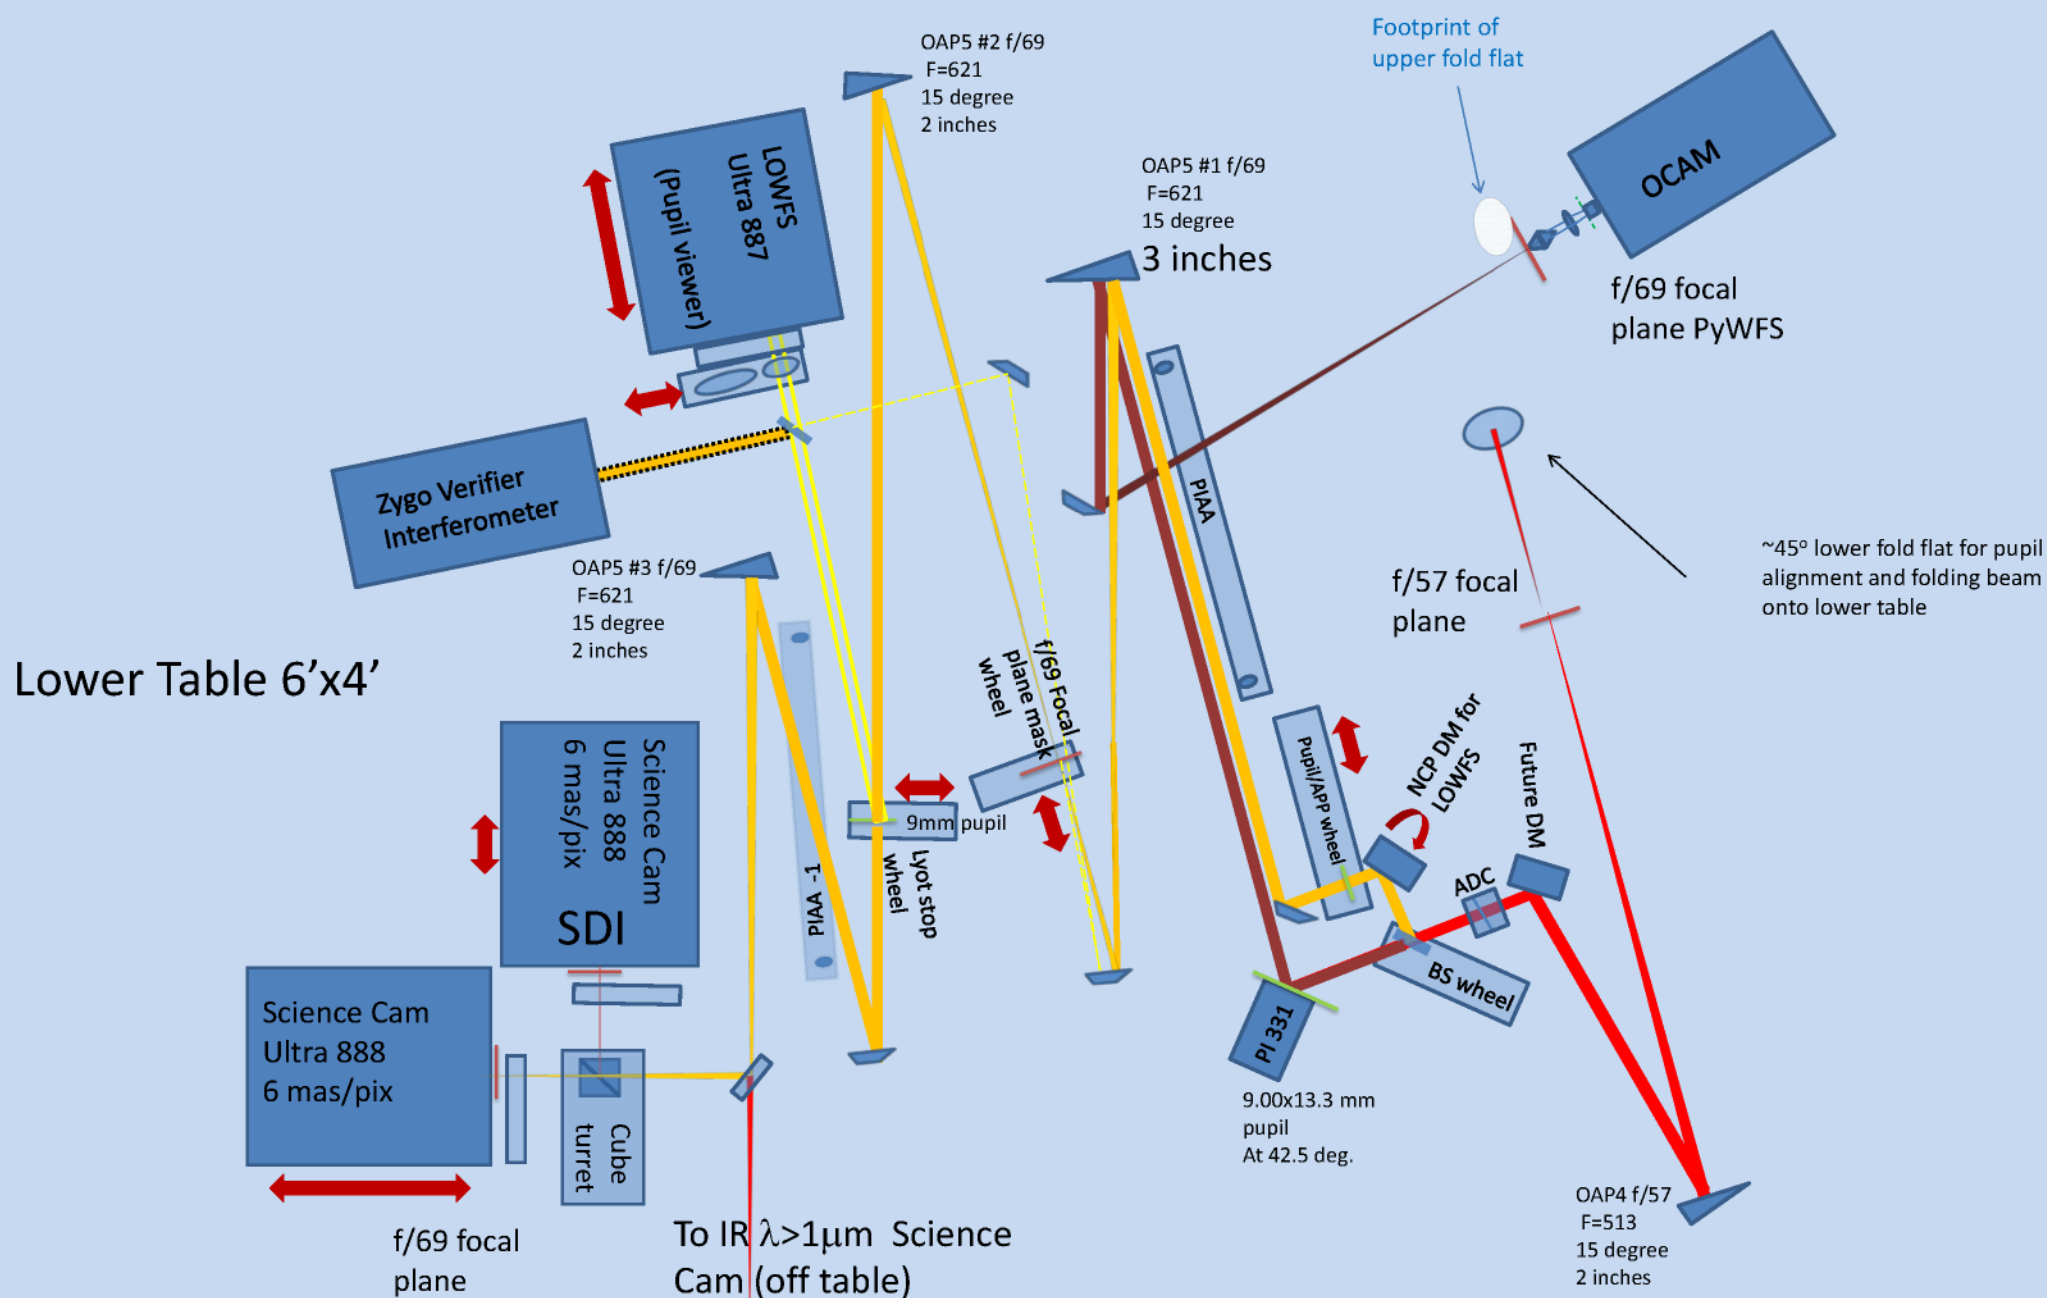 OAP5 #2 f/69
F=621
15 degree
2 inches
Footprint of
upper fold flat
OCAM
LOWFS
Ultra 887
(Pupil viewer)
OAP5 #1 f/69
F=621
15 degree
3 inches
f/69 focal
plane PyWFS
Zygo Verifier
Interferometer
PIAA
~45° lower fold flat for pupil
alignment and folding beam
onto lower table
f/57 focal
plane
OAP5 #3 f/69
F=621
15 degree
2 inches
Lower Table 6’x4’
f/69 Focal
plane mask
wheel
Science Cam
Ultra 888
6 mas/pix
SDI
Pupil/APP wheel
NCP DM for
LOWFS
Future DM
ADC
9mm pupil
Lyot stop
wheel
PIAA -1
BS wheel
PI 331
Science Cam
Ultra 888
6 mas/pix
Cube
turret
9.00x13.3 mm
pupil
At 42.5 deg.
OAP4 f/57
F=513
15 degree
2 inches
f/69 focal
plane
To IR λ>1μm Science
Cam (off table)